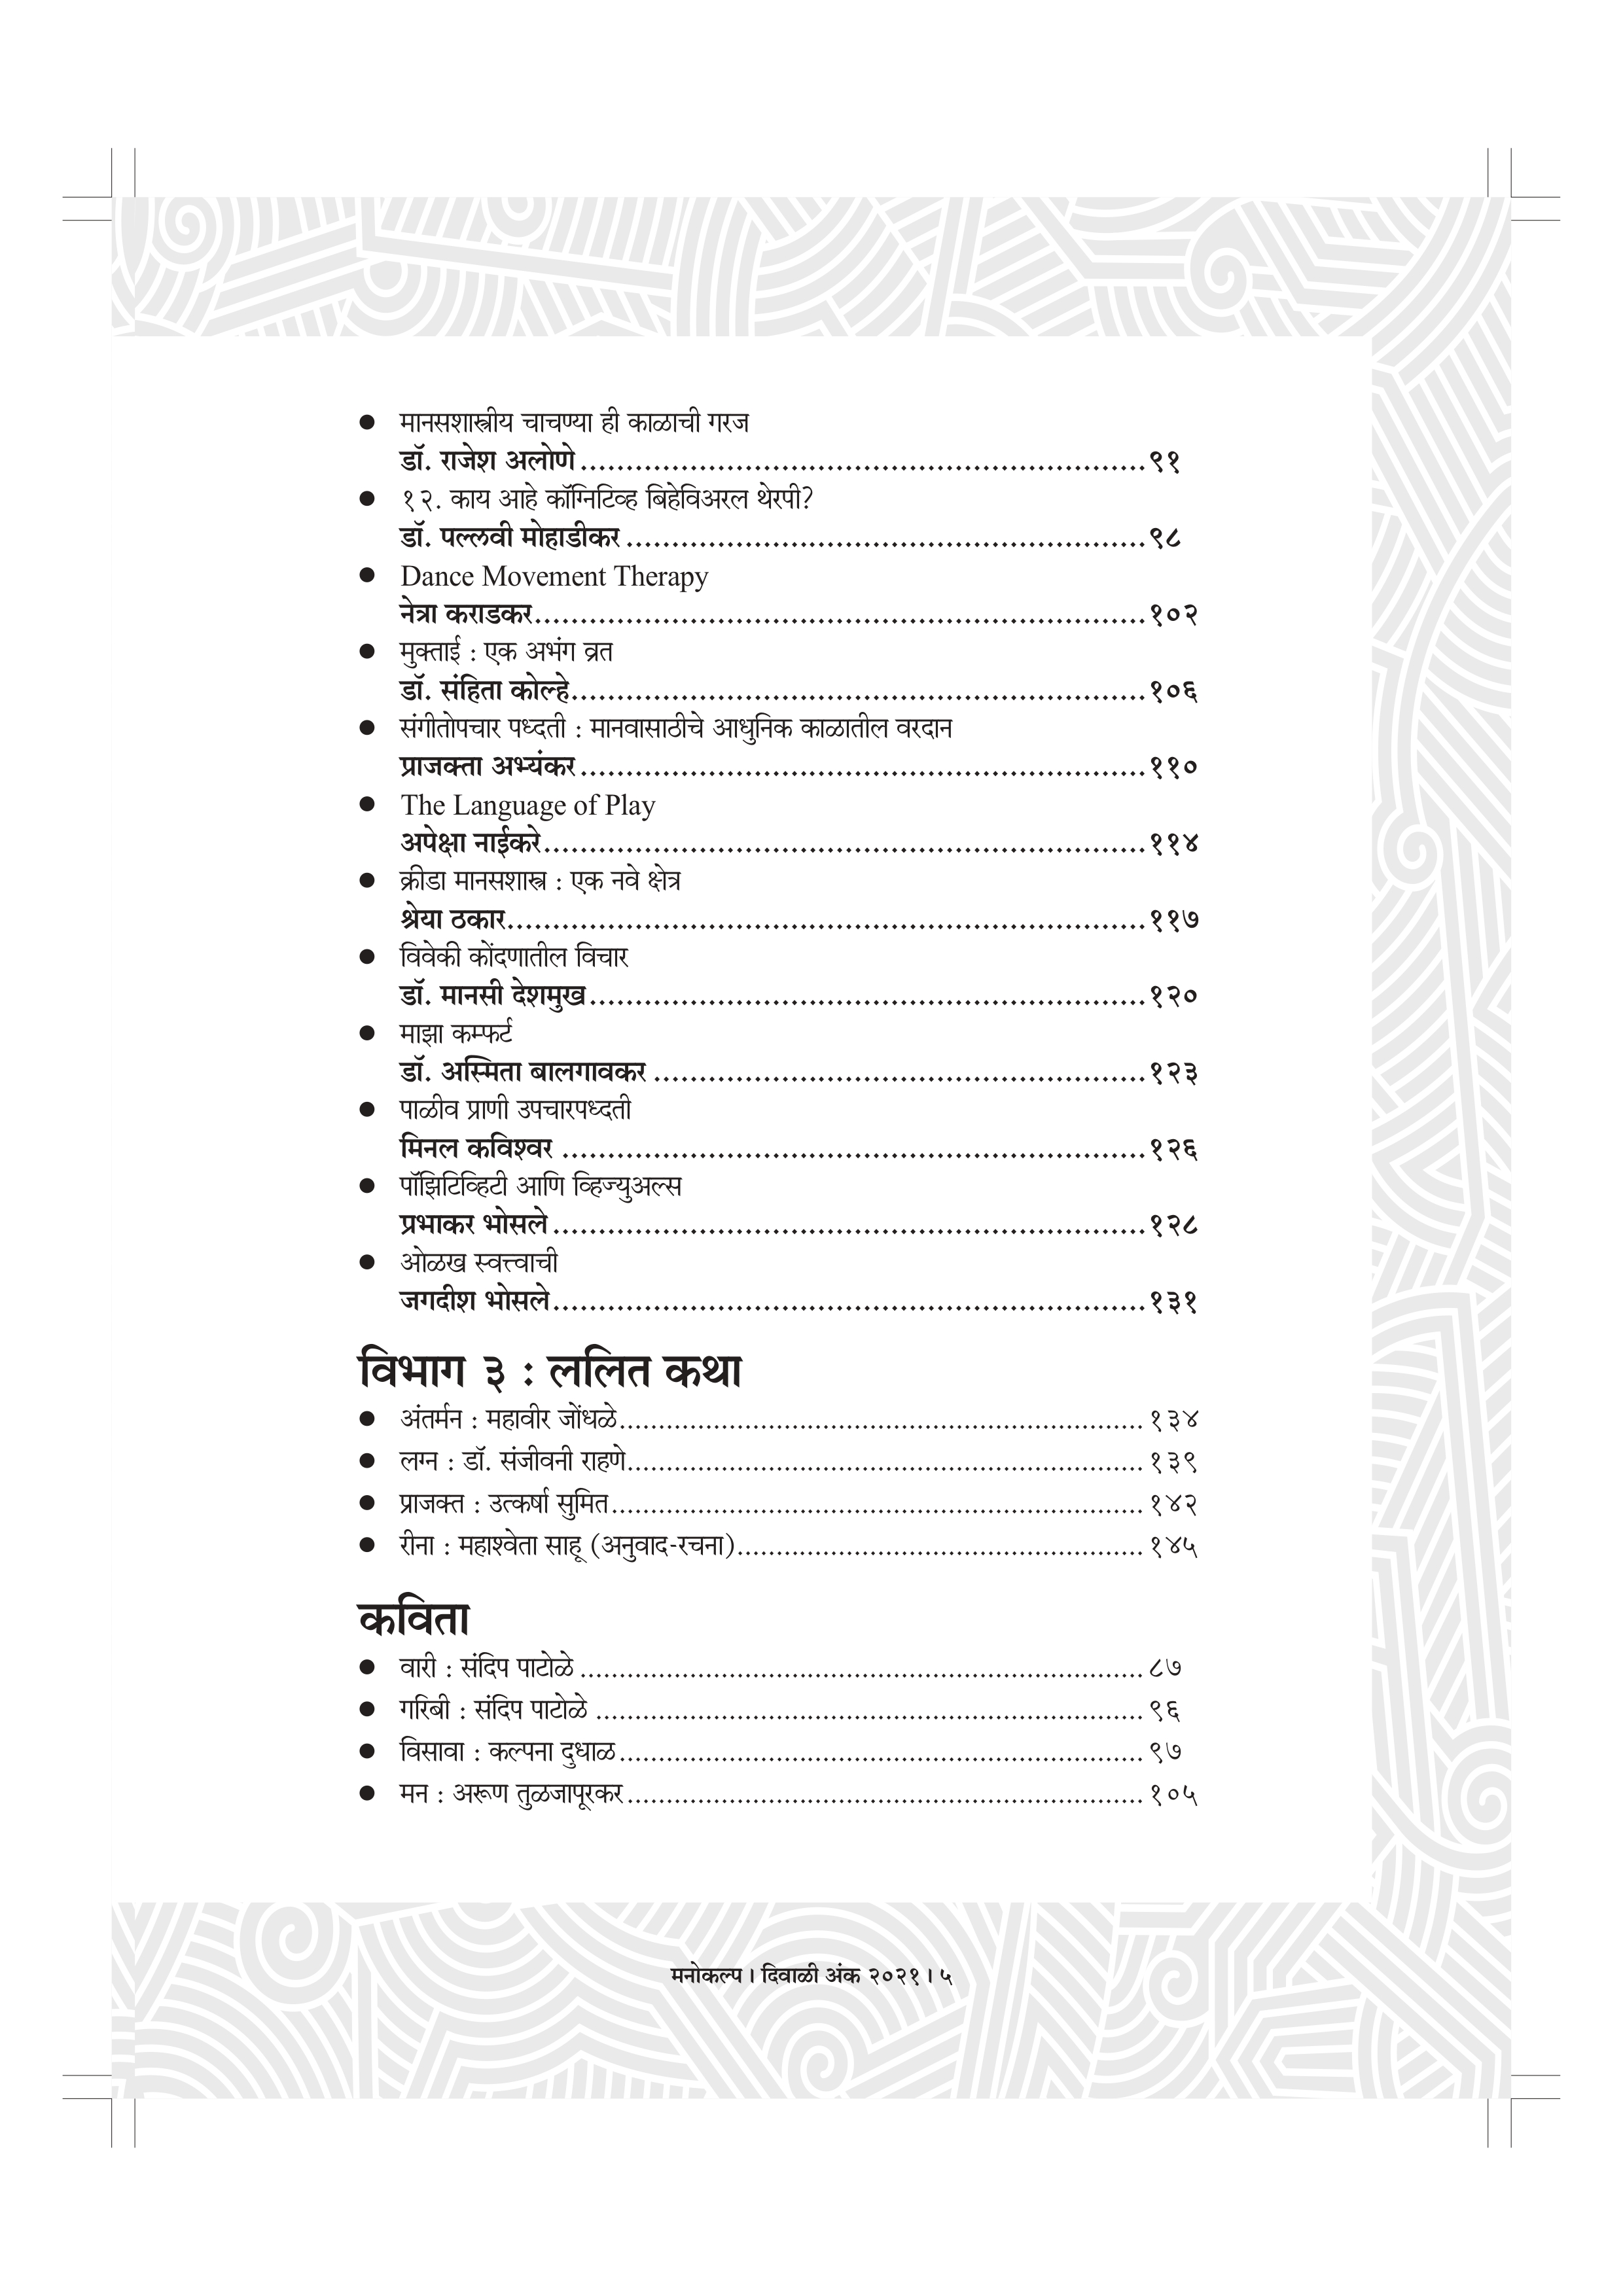 ● मानसशास्त्रीय चाचण्या ही काळाची गरज
डॉ. राजेश अलोणे..............................................................९१
● १२. काय आहे कॉग्निटिव्ह बिहेविअरल थेरपी?
डॉ. पल्लवी मोहाडीकर.........................................................९८
● Dance Movement Therapy
नेत्रा कराडकर...................................................................१०२
● मुक्ताई : एक अभंग व्रत
डॉ. संहिता कोल्हे...............................................................१०६
● संगीतोपचार पध्दती : मानवासाठीचे आधुनिक काळातील वरदान
प्राजक्ता अभ्यंकर..............................................................११०
● The Language of Play
अपेक्षा नाईकरे..................................................................११४
● क्रीडा मानसशास्त्र : एक नवे क्षेत्र
श्रेया ठकार......................................................................११७
● विवेकी कोंदणातील विचार
डॉ. मानसी देशमुख.............................................................१२०
● माझा कम्फर्ट
डॉ. अस्मिता बालगावकर ......................................................१२३
● पाळीव प्राणी उपचारपध्दती
मिनल कविश्वर ................................................................१२६
● पॉझिटिव्हिटी आणि व्हिज्युअल्स
प्रभाकर भोसले.................................................................१२८
● ओळख स्वत्त्वाची
जगदीश भोसले.................................................................१३१
विभाग ३ : ललित कथा
● अंतर्मन : महावीर जोंधळे................................................................... १३४
● लग्न : डॉ. संजीवनी राहणे.................................................................. १३९
● प्राजक्त : उत्कर्षा सुमित.................................................................... १४२
● रीना : महाश्वेता साहू (अनुवाद-रचना).................................................... १४५
कविता
● वारी : संदिप पाटोळे ........................................................................ ८७
● गरिबी : संदिप पाटोळे ...................................................................... ९६
● विसावा : कल्पना दुधाळ................................................................... ९७
● मन : अरूण तुळजापूरकर.................................................................. १०५
मनोकल्प । दिवाळी अंक २०२१ । ५